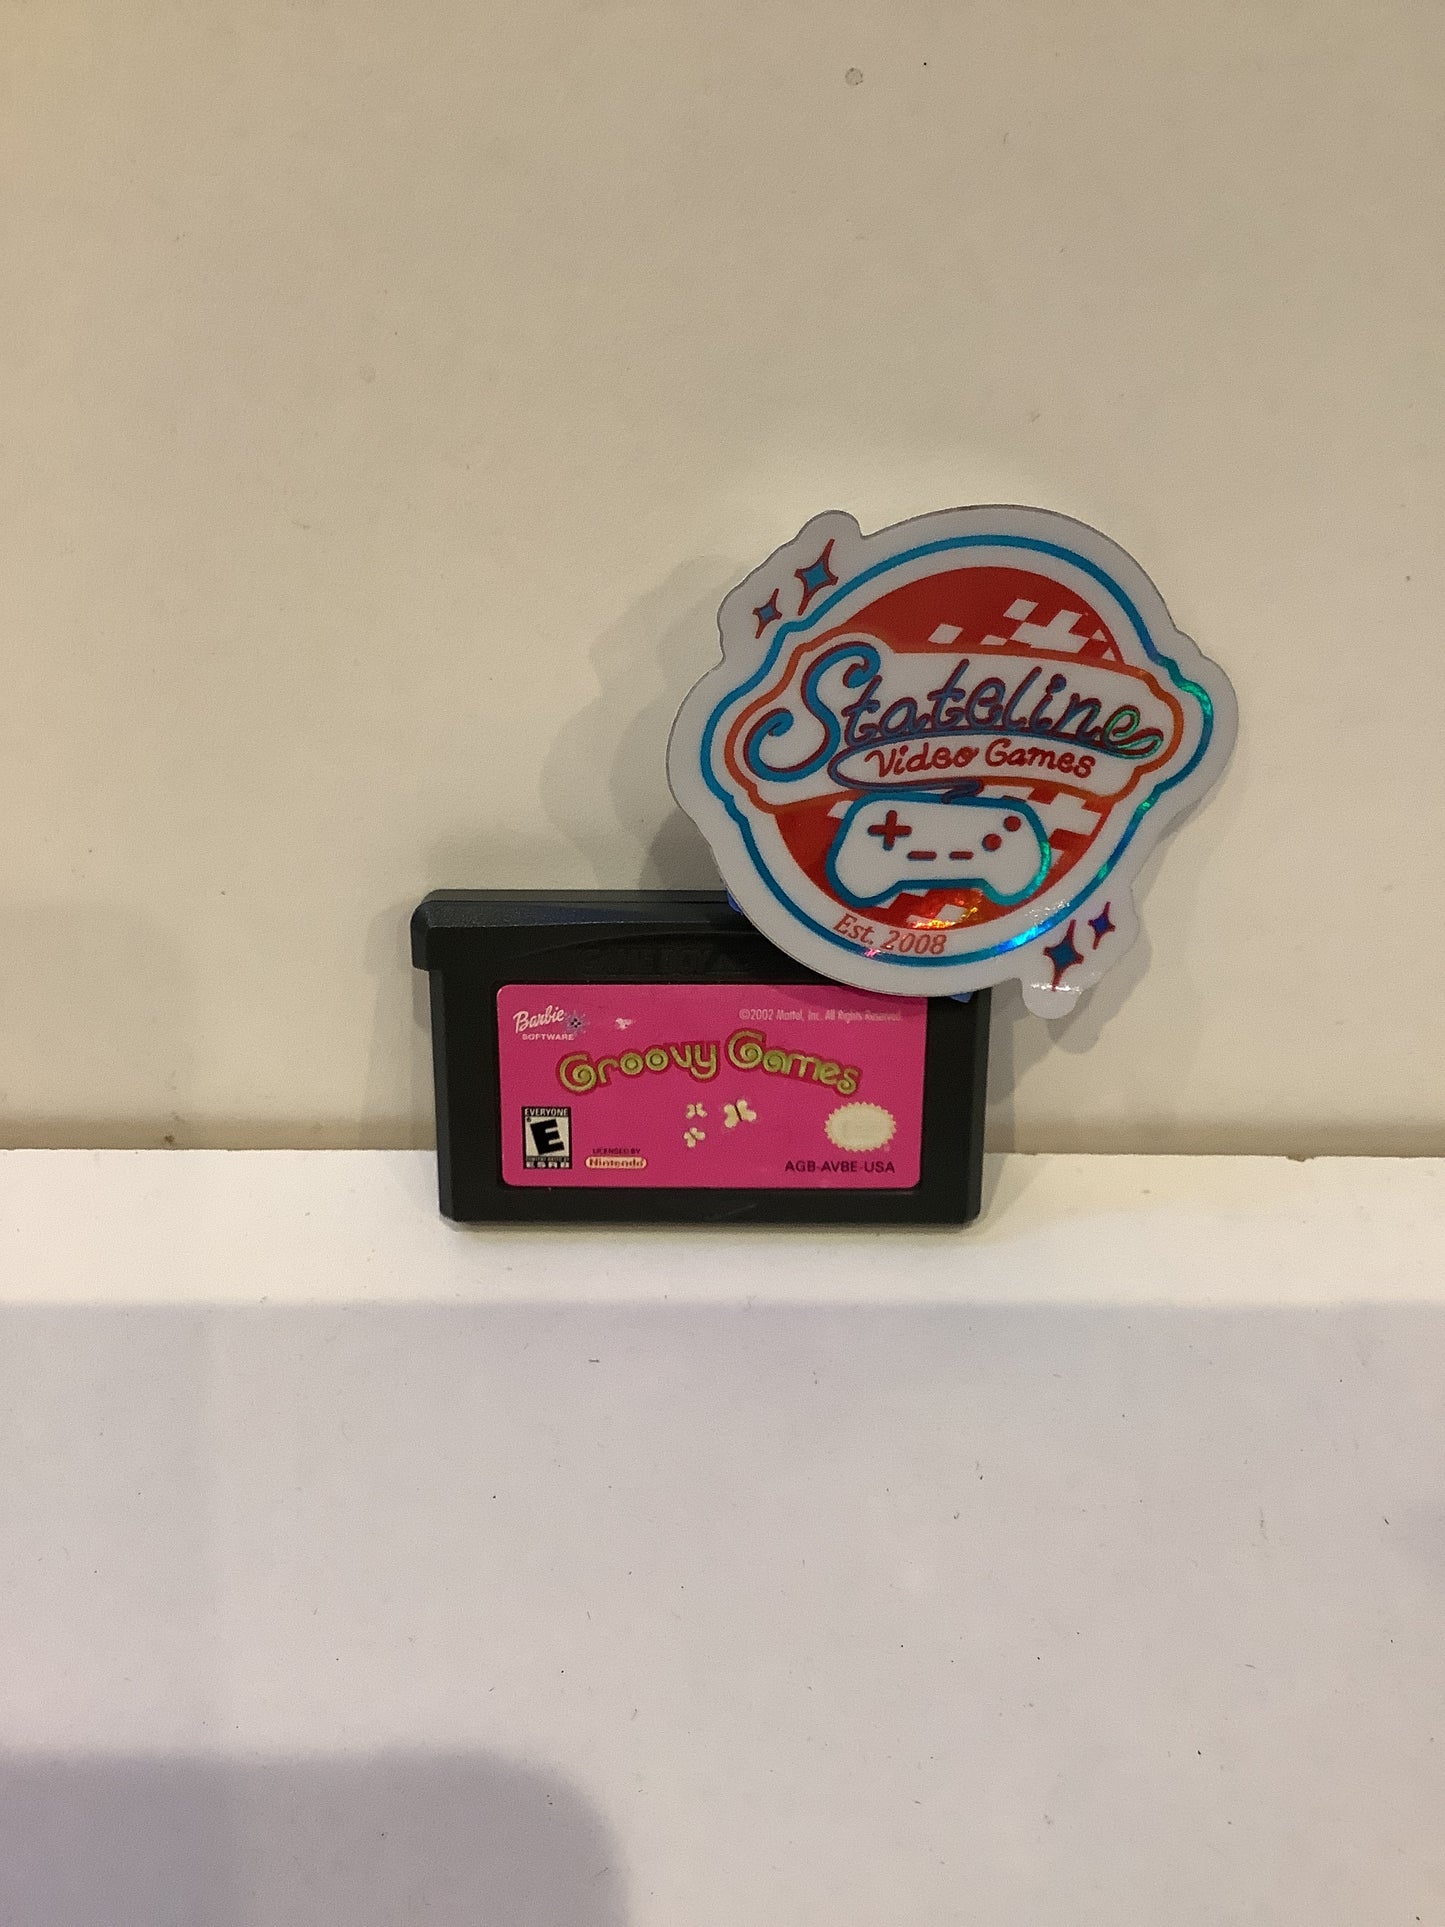 Stateline
Video Games
Est. 2008
Barbie
SOFTWARE
©2002 Mattel, Inc. All Rights Reserved.
Groovy Games
EVERYONE
E
ESRB
LICENSED BY
Nintendo
AGB-AVBE-USA